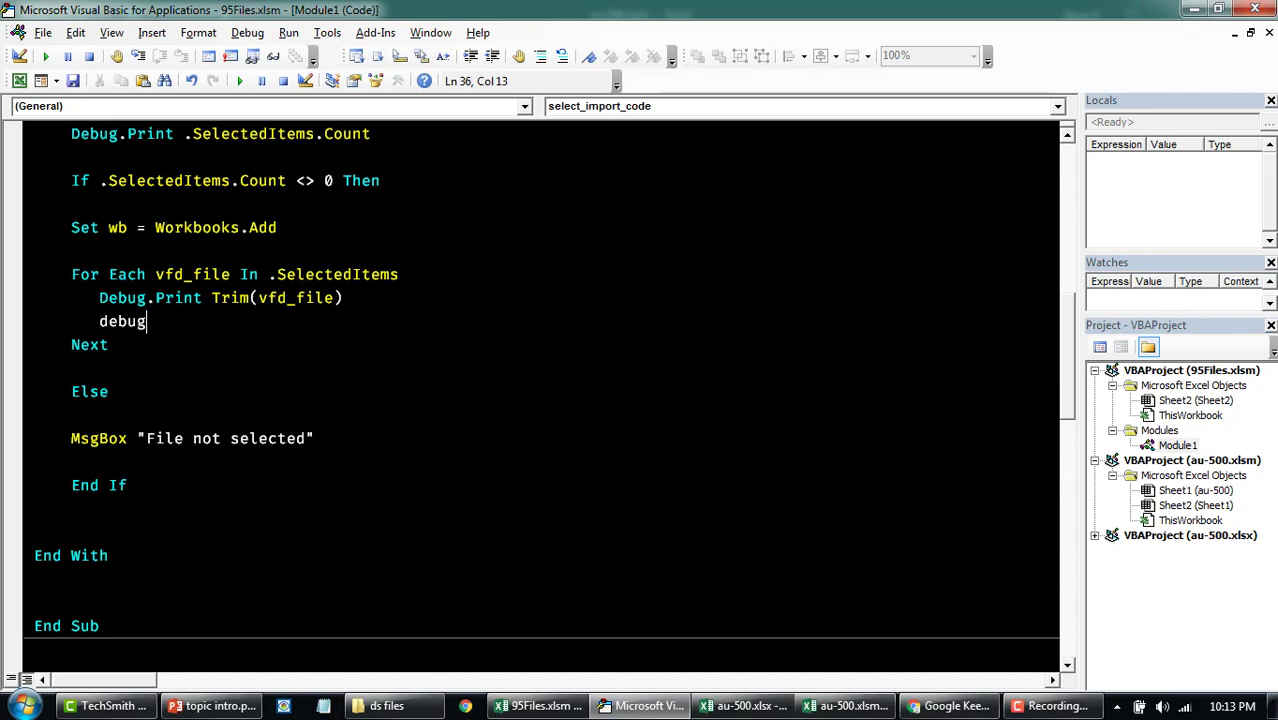 Microsoft Visual Basic for Applications - 95Files.xlsm - [Module1 (Code)]
File Edit View Insert Format Debug Run Tools Add-Ins Window Help
100%
Ln 36, Col 13
(General)
select_import_code
Debug.Print .SelectedItems.Count
If .SelectedItems.Count <> 0 Then
Set wb = Workbooks.Add
For Each vfd_file In .SelectedItems
Debug.Print Trim(vfd_file)
debug
Next
Else
MsgBox "File not selected"
End If
End With
End Sub
Locals
<Ready>
...
Expression Value Type
Watches
Express Value Type Context
Project - VBAProject
VBAProject (95Files.xlsm)
Microsoft Excel Objects
Sheet2 (Sheet2)
ThisWorkbook
Modules
Module1
VBAProject (au-500.xlsm)
Microsoft Excel Objects
Sheet1 (au-500)
Sheet2 (Sheet1)
ThisWorkbook
VBAProject (au-500.xlsx)
TechSmith ...
topic intro.p...
ds files
95Files.xlsm ...
Microsoft Vi...
au-500.xlsx -...
au-500.xlsm...
Google Kee...
Recording...
10:13 PM